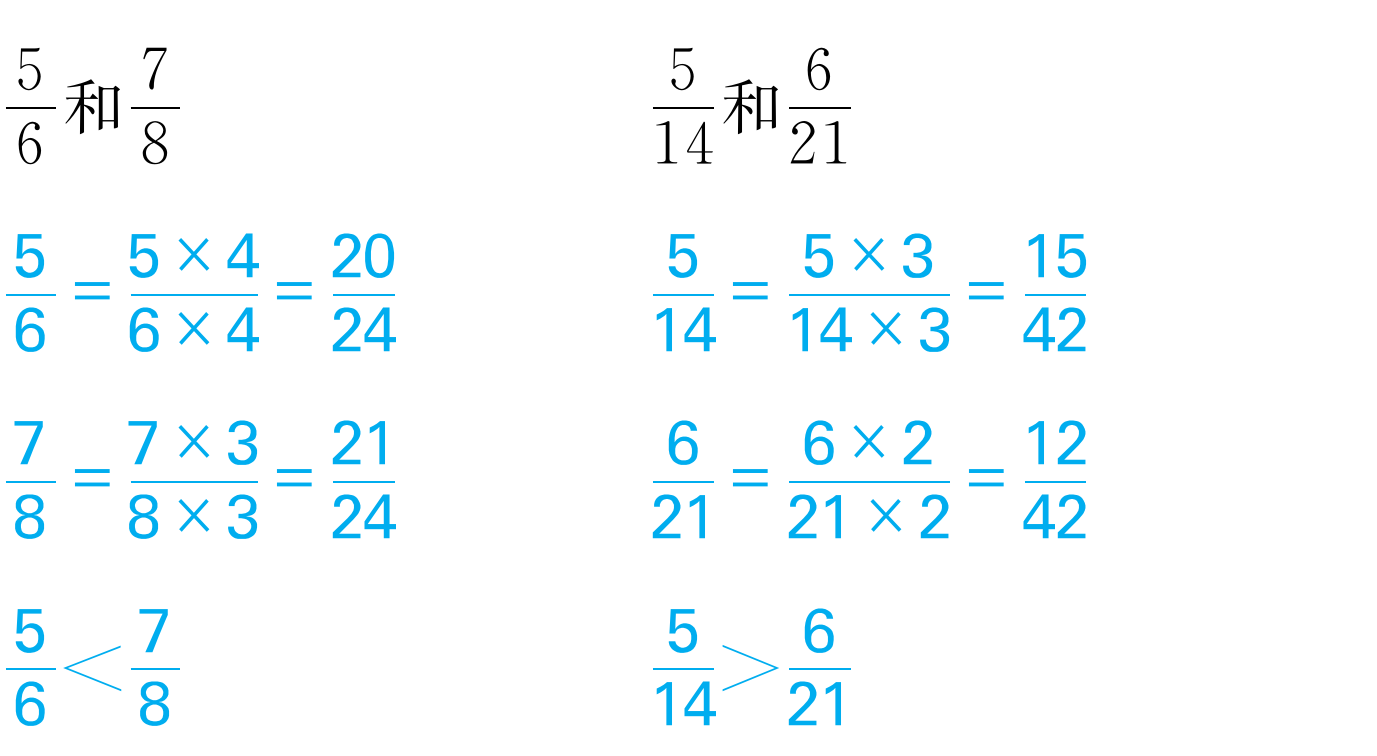 5/6 和 7/8
5/6 = 5 × 4/6 × 4 = 20/24
7/8 = 7 × 3/8 × 3 = 21/24
5/6 < 7/8
5/14 和 6/21
5/14 = 5 × 3/14 × 3 = 15/42
6/21 = 6 × 2/21 × 2 = 12/42
5/14 > 6/21